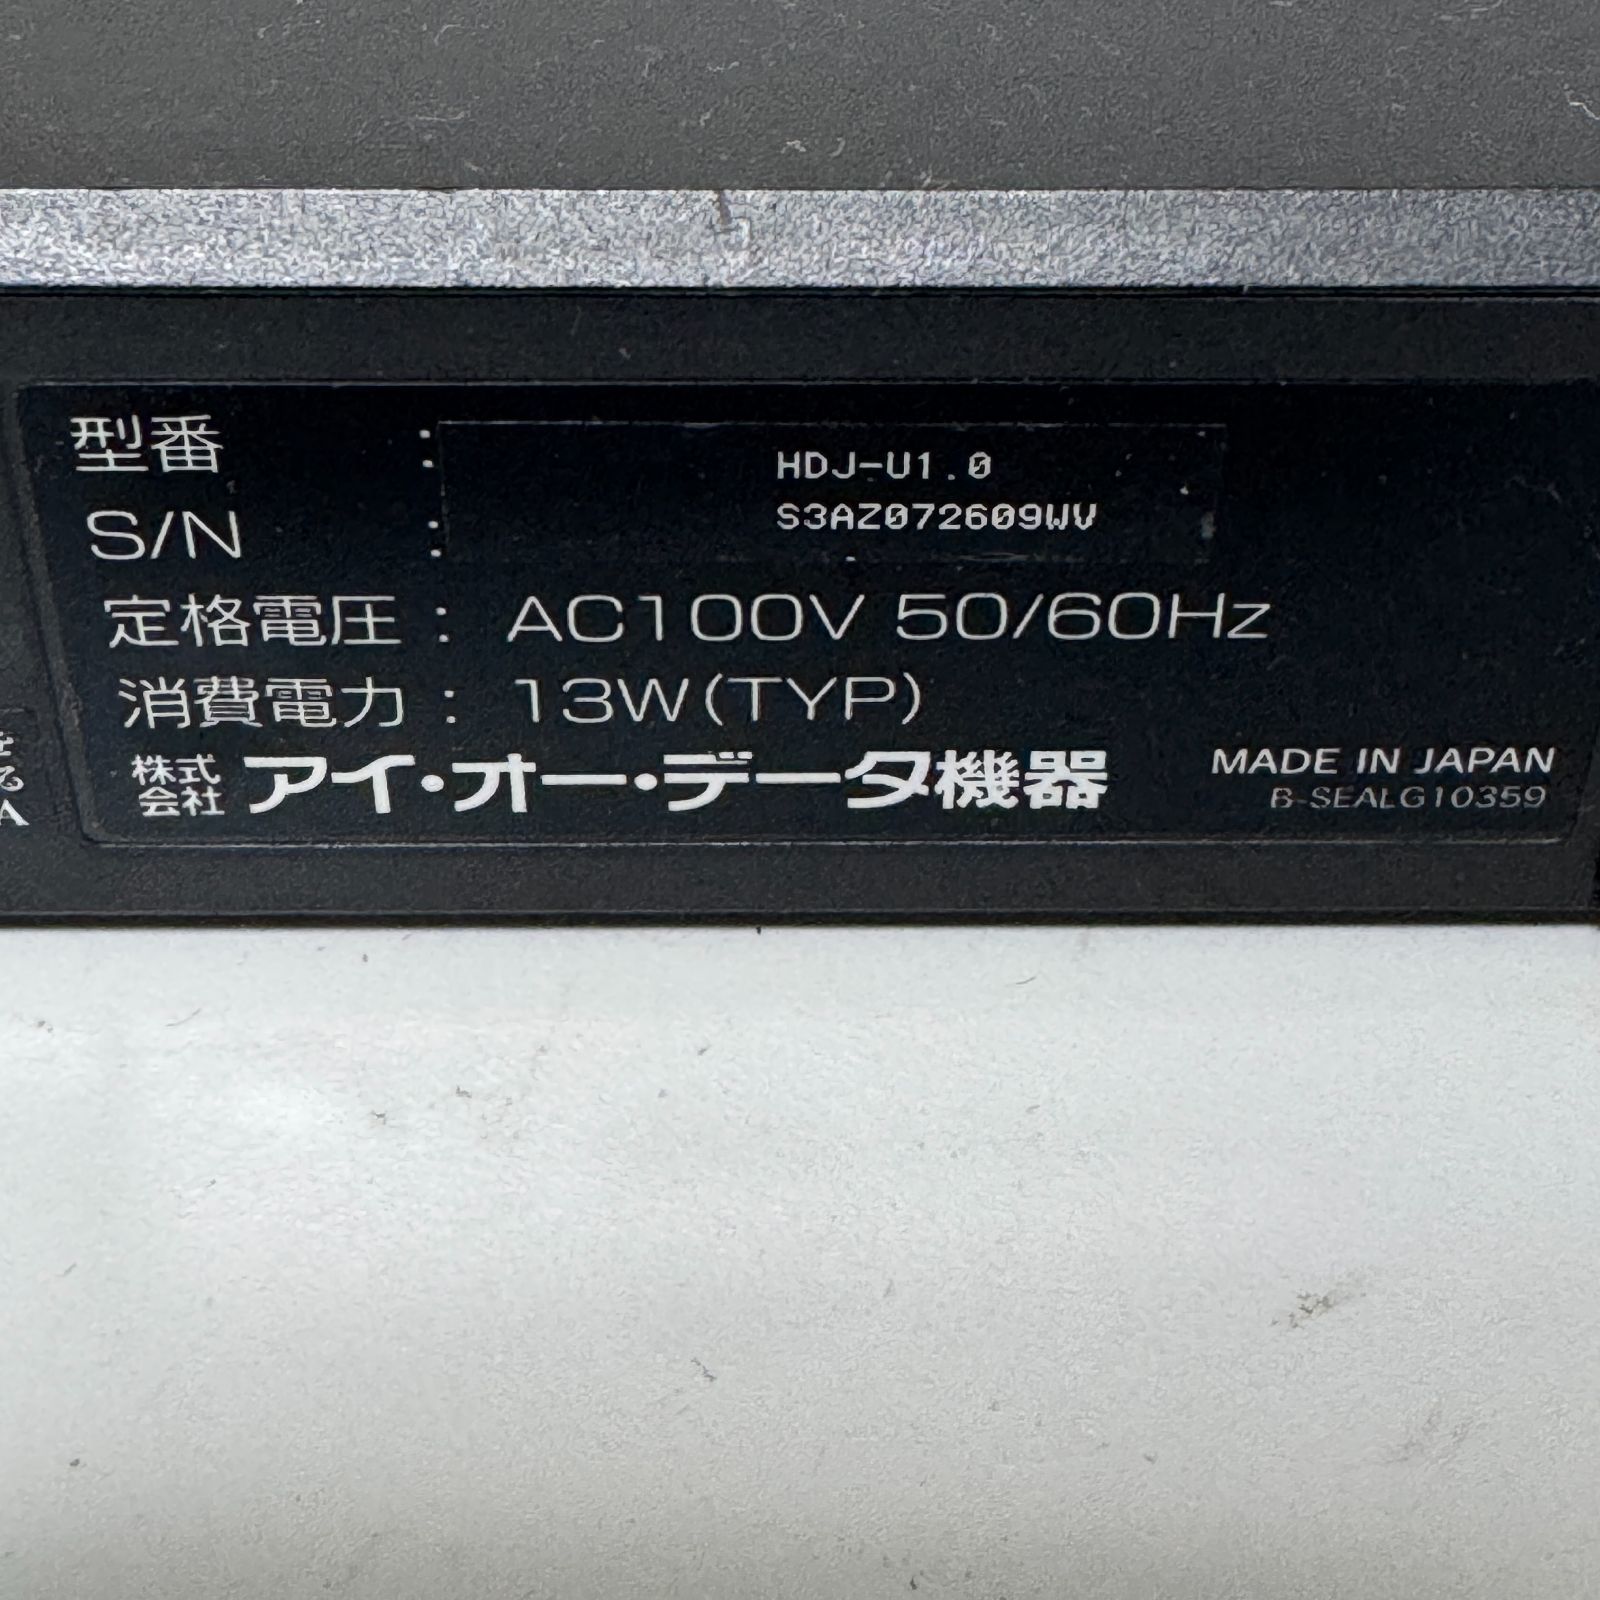 型番 : HDJ-U1.0
S/N : S3AZ072609WV
定格電圧 : AC100V 50/60Hz
消費電力 : 13W(TYP)
株式会社 アイ・オー・データ機器
MADE IN JAPAN
B-SEALG10359